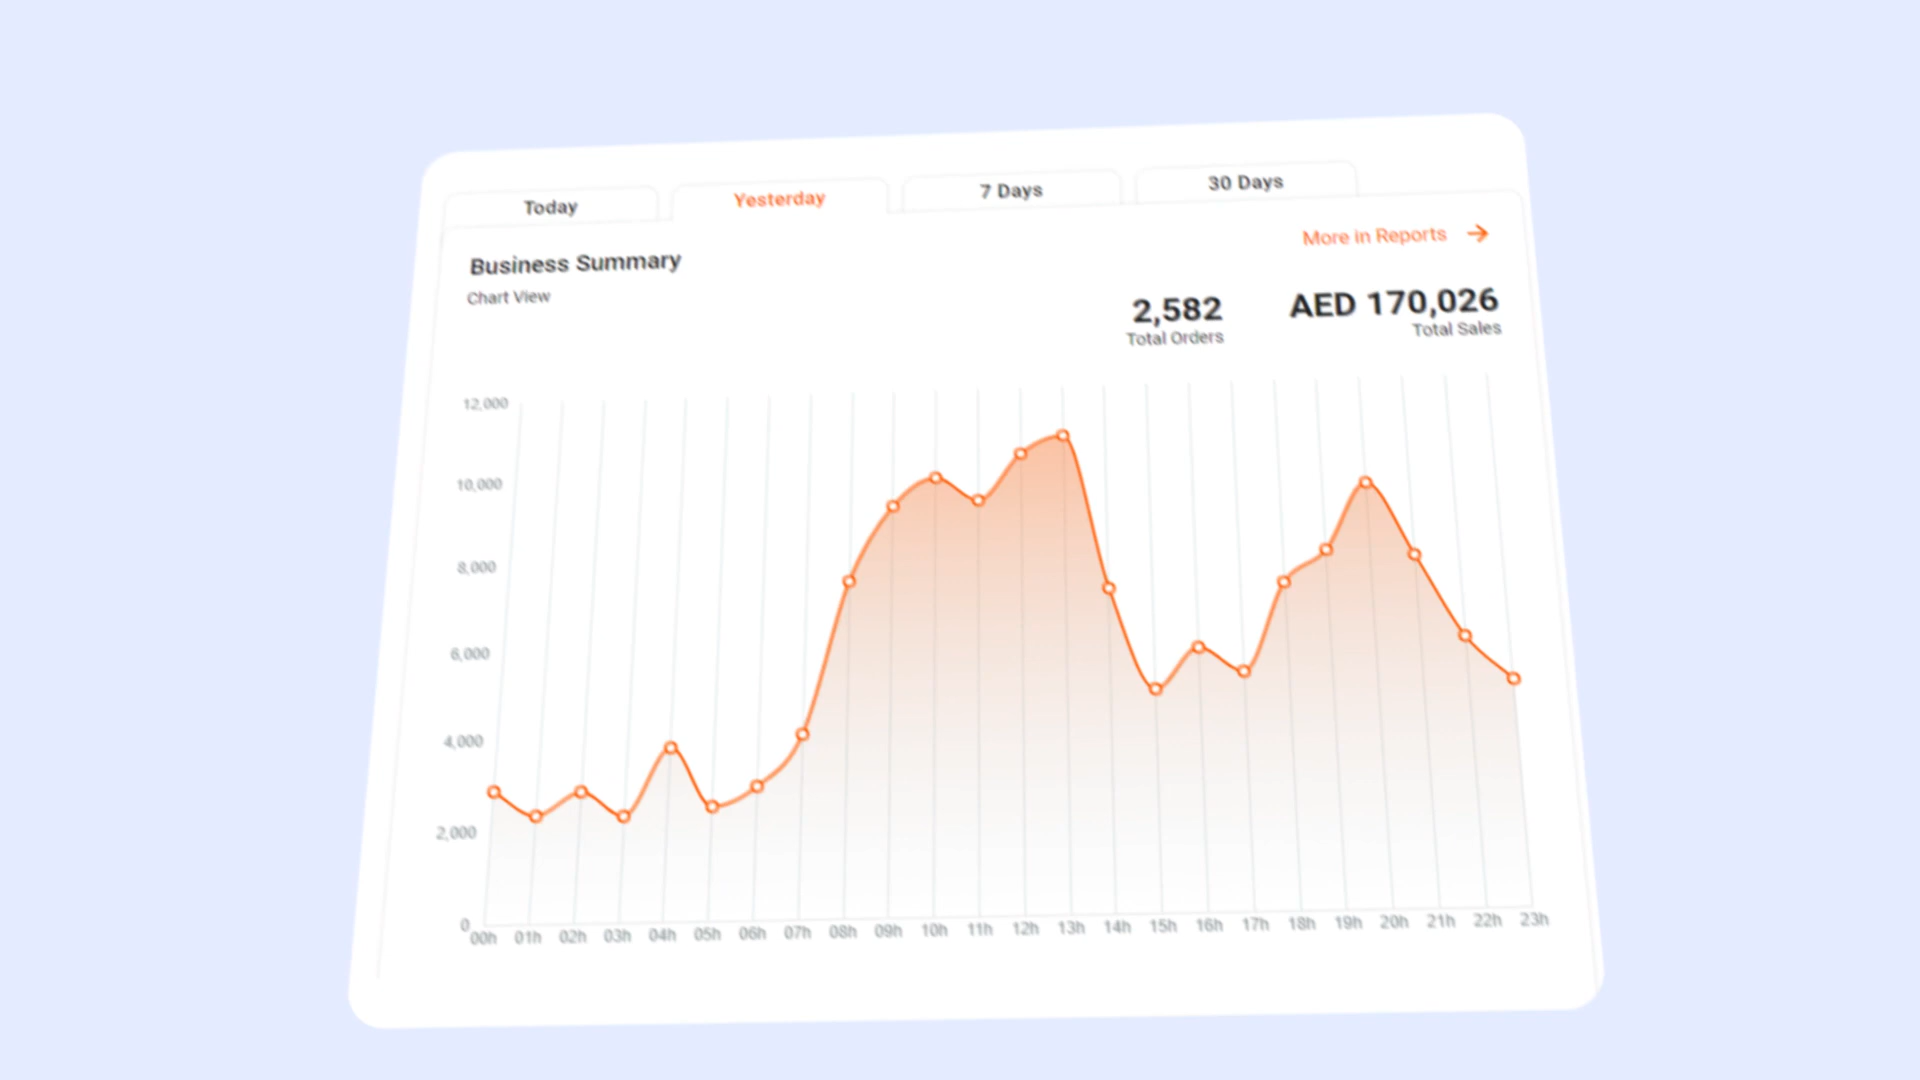 Today
Yesterday
7 Days
30 Days
More in Reports
Business Summary
Chart View
2,582
Total Orders
AED 170,026
Total Sales
12,000
10,000
8,000
6,000
4,000
2,000
0
00h 01h 02h 03h 04h 05h 06h 07h 08h 09h 10h 11h 12h 13h 14h 15h 16h 17h 18h 19h 20h 21h 22h 23h